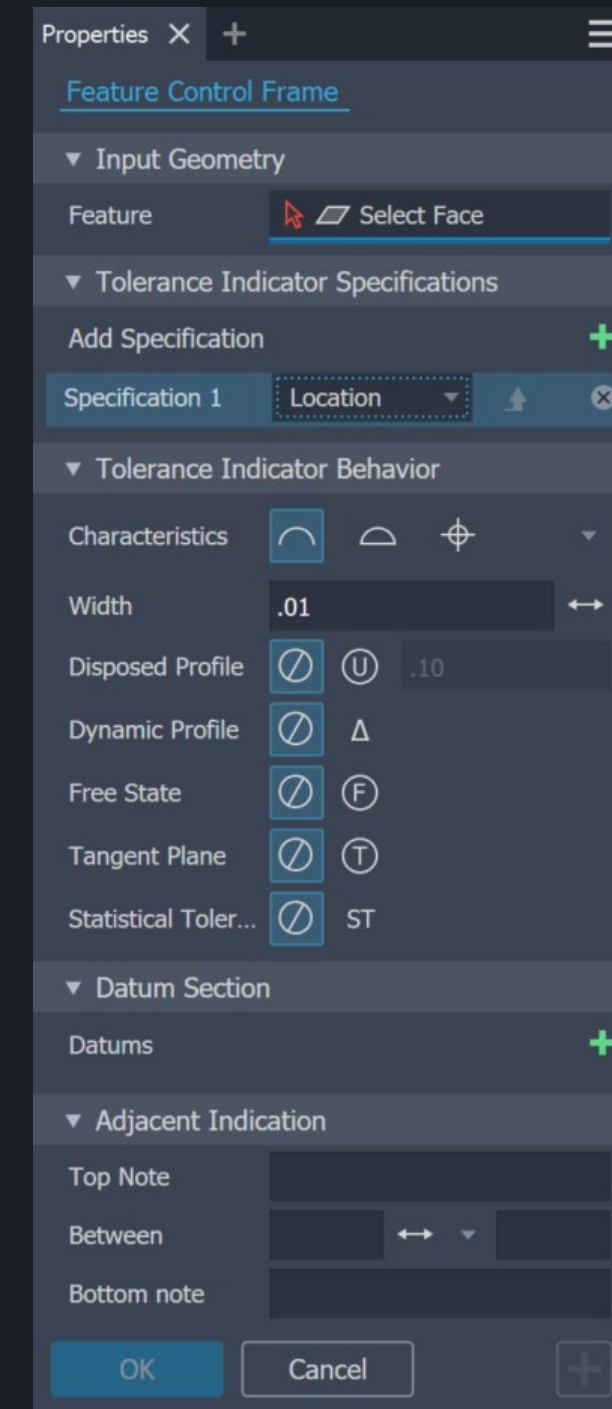 Properties
Feature Control Frame
Input Geometry
Feature Select Face
Tolerance Indicator Specifications
Add Specification
Specification 1 Location
Tolerance Indicator Behavior
Characteristics
Width .01
Disposed Profile U .10
Dynamic Profile Δ
Free State F
Tangent Plane T
Statistical Toler... ST
Datum Section
Datums
Adjacent Indication
Top Note
Between
Bottom note
OK Cancel